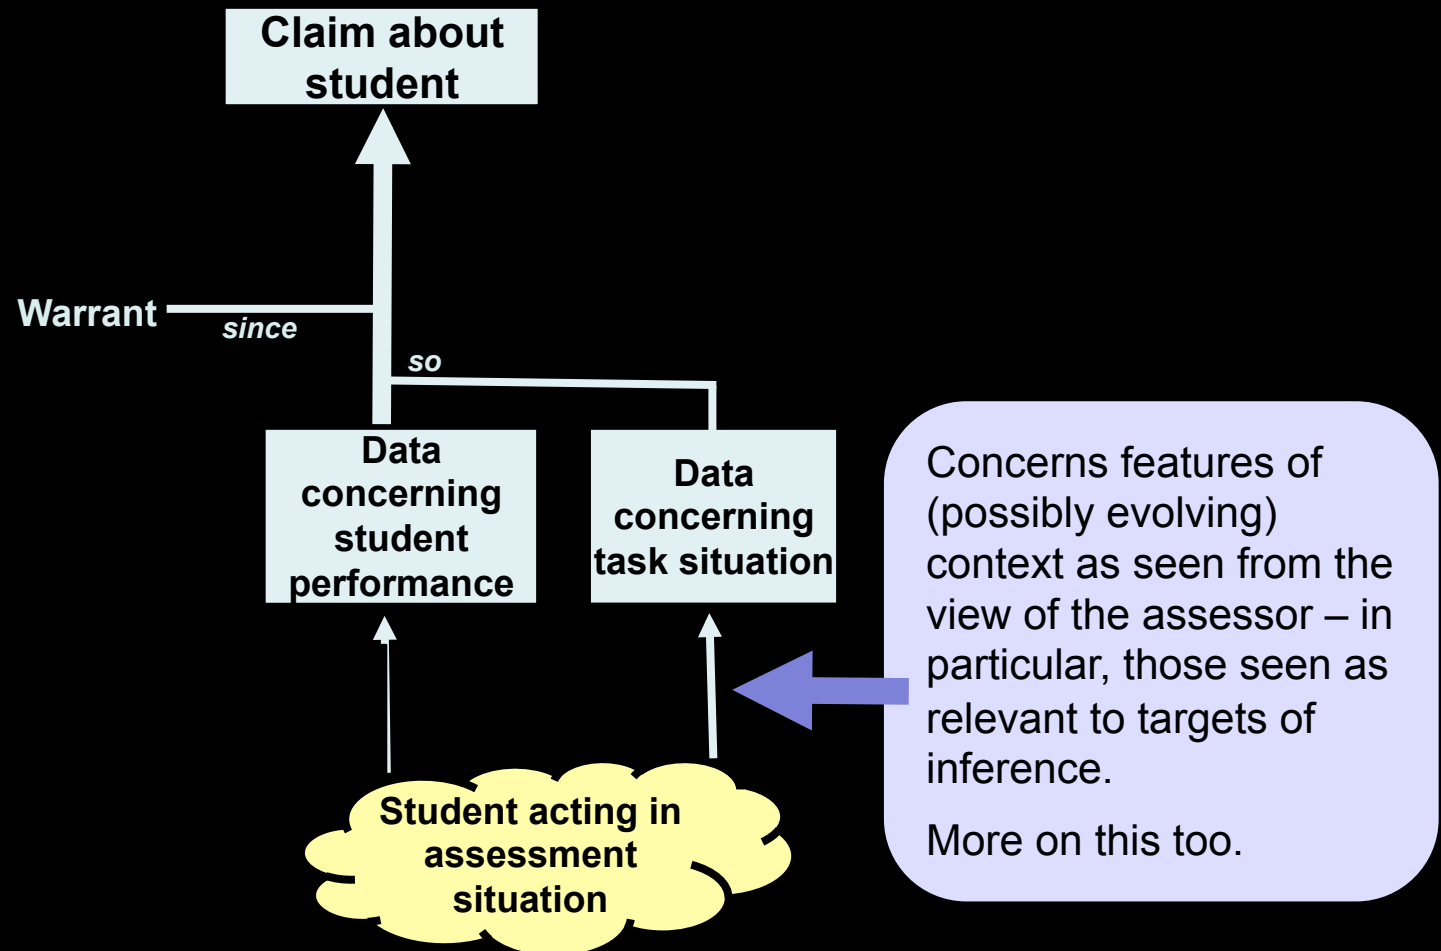 Claim about
student
Warrant
since
so
Data
concerning
student
performance
Data
concerning
task situation
Concerns features of
(possibly evolving)
context as seen from the
view of the assessor – in
particular, those seen as
relevant to targets of
inference.
More on this too.
Student acting in
assessment
situation